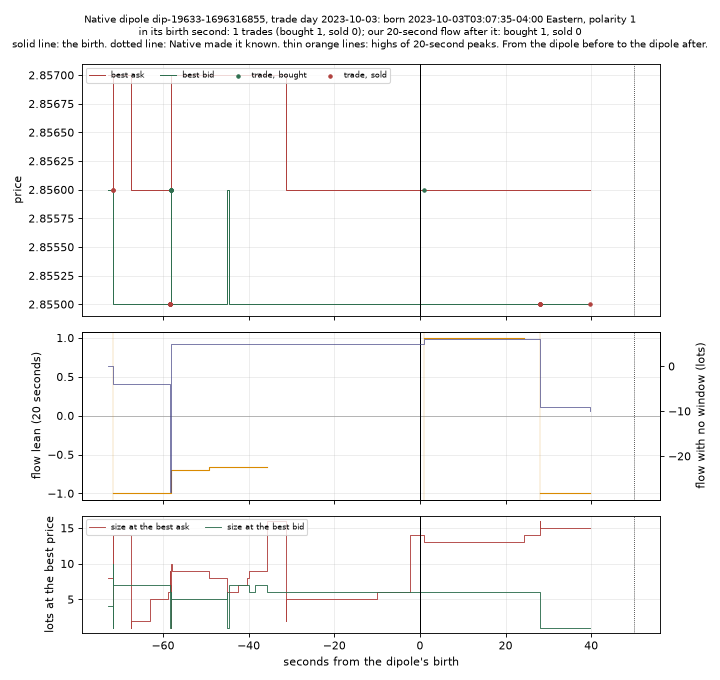 Native dipole dip-19633-1696316855, trade day 2023-10-03: born 2023-10-03T03:07:35-04:00 Eastern, polarity 1
in its birth second: 1 trades (bought 1, sold 0); our 20-second flow after it: bought 1, sold 0
solid line: the birth. dotted line: Native made it known. thin orange lines: highs of 20-second peaks. From the dipole before to the dipole after.
best ask best bid trade, bought trade, sold
2.85700
2.85675
2.85650
2.85625
2.85600
2.85575
2.85550
2.85525
2.85500
price
1.0
0.5
0.0
−0.5
−1.0
flow lean (20 seconds)
0
−10
−20
flow with no window (lots)
size at the best ask size at the best bid
15
10
5
lots at the best price
−60 −40 −20 0 20 40
seconds from the dipole's birth